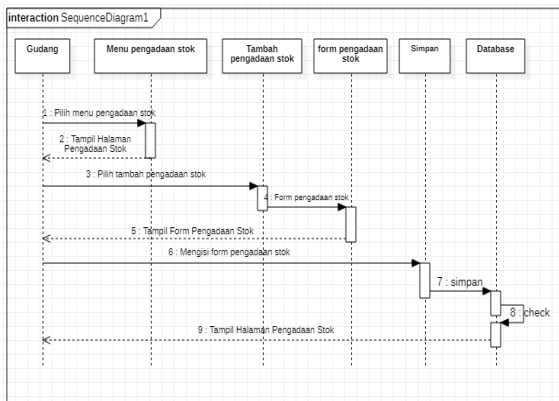 interaction SequenceDiagram1
Gudang
Menu pengadaan stok
Tambah
pengadaan stok
form pengadaan
stok
Simpan
Database
1 : Pilih menu pengadaan stok
2 : Tampil Halaman
Pengadaan Stok
3 : Pilih tambah pengadaan stok
4 : Form pengadaan stok
5 : Tampil Form Pengadaan Stok
6 : Mengisi form pengadaan stok
7 : simpan
8 : check
9 : Tampil Halaman Pengadaan Stok